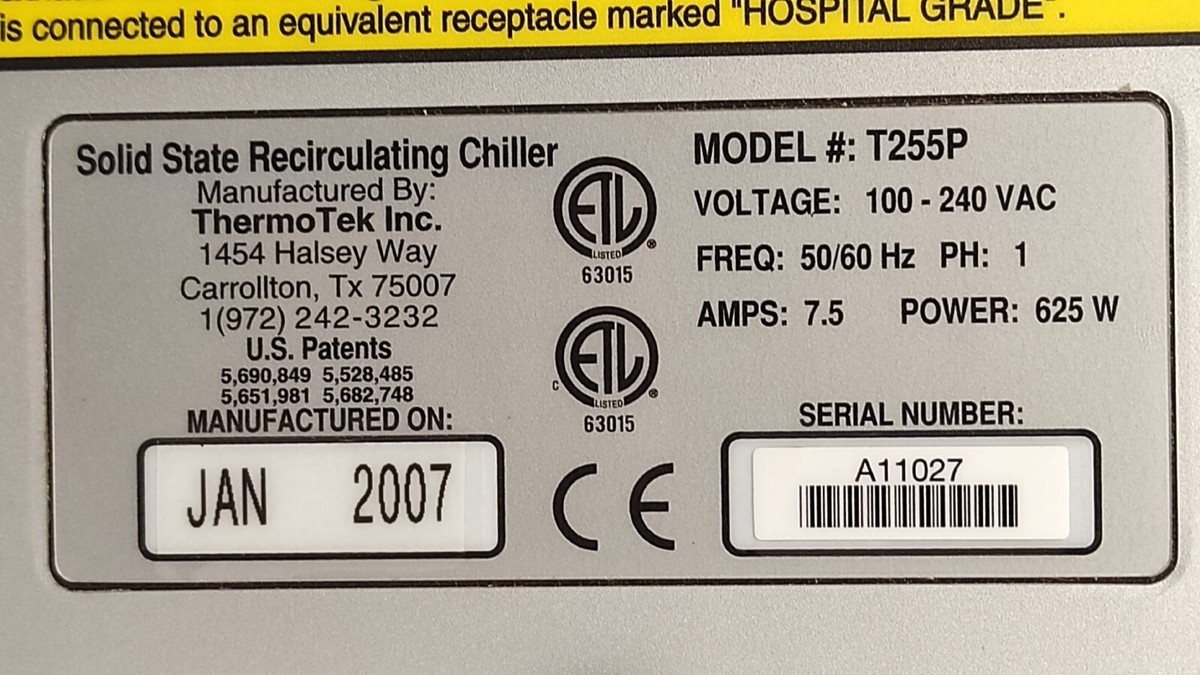 is connected to an equivalent receptacle marked "HOSPITAL GRADE".
Solid State Recirculating Chiller
Manufactured By:
ThermoTek Inc.
1454 Halsey Way
Carrollton, Tx 75007
1(972) 242-3232
U.S. Patents
5,690,849 5,528,485
5,651,981 5,682,748
MANUFACTURED ON:
JAN 2007
ETL
LISTED
®
63015
C
ETL
LISTED
®
63015
CE
MODEL #: T255P
VOLTAGE: 100 - 240 VAC
FREQ: 50/60 Hz PH: 1
AMPS: 7.5 POWER: 625 W
SERIAL NUMBER:
A11027